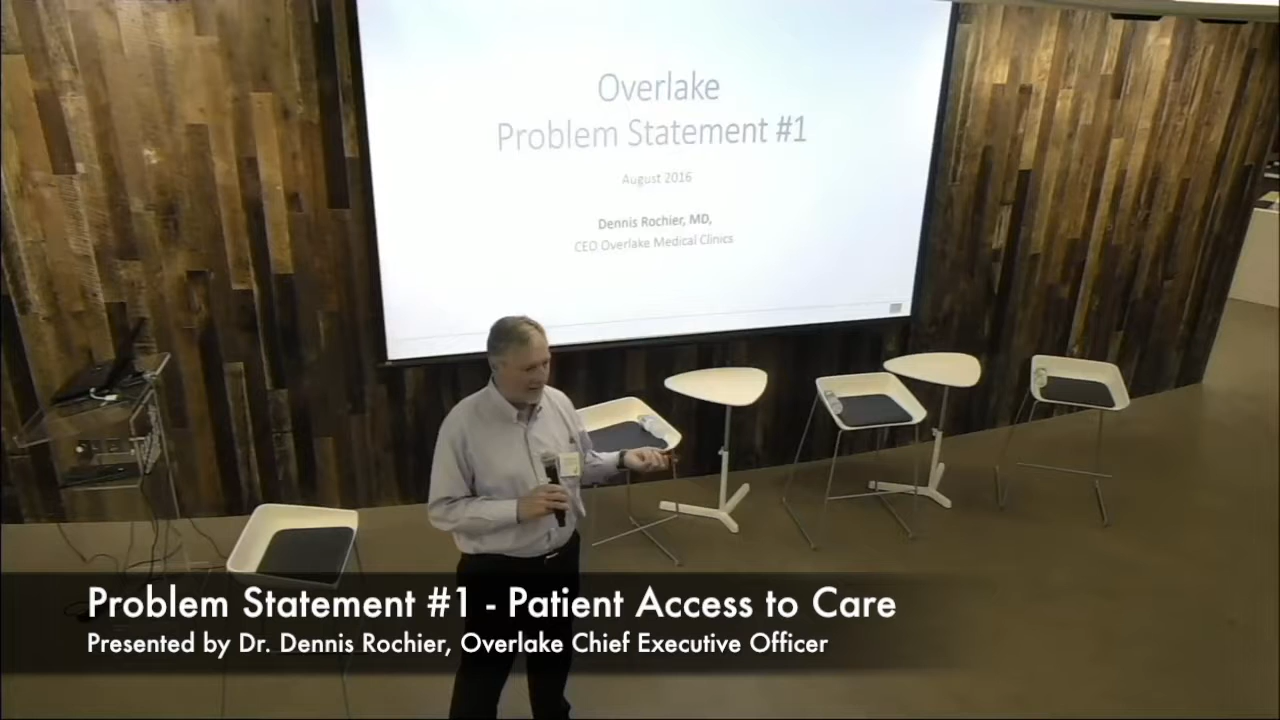 Overlake
Problem Statement #1
August 2016
Dennis Rochier, MD,
CEO Overlake Medical Clinics
Problem Statement #1 - Patient Access to Care
Presented by Dr. Dennis Rochier, Overlake Chief Executive Officer